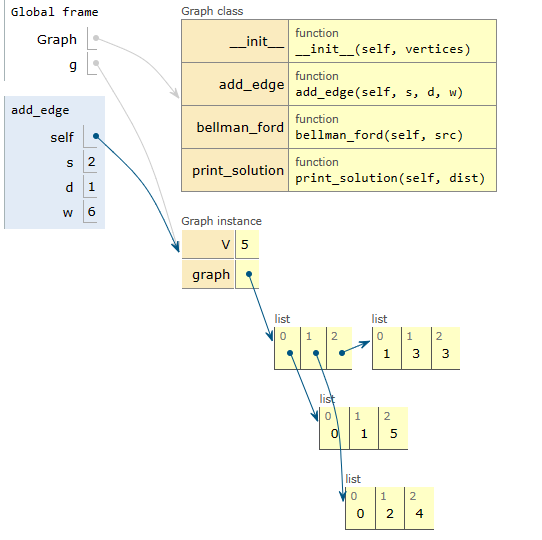 Global frame
Graph
g
add_edge
self
s 2
d 1
w 6
Graph class
__init__ function
__init__(self, vertices)
add_edge function
add_edge(self, s, d, w)
bellman_ford function
bellman_ford(self, src)
print_solution function
print_solution(self, dist)
Graph instance
V 5
graph
list
0 1 2
list
0 1 2
1 3 3
list
0 1 2
0 1 5
list
0 1 2
0 2 4